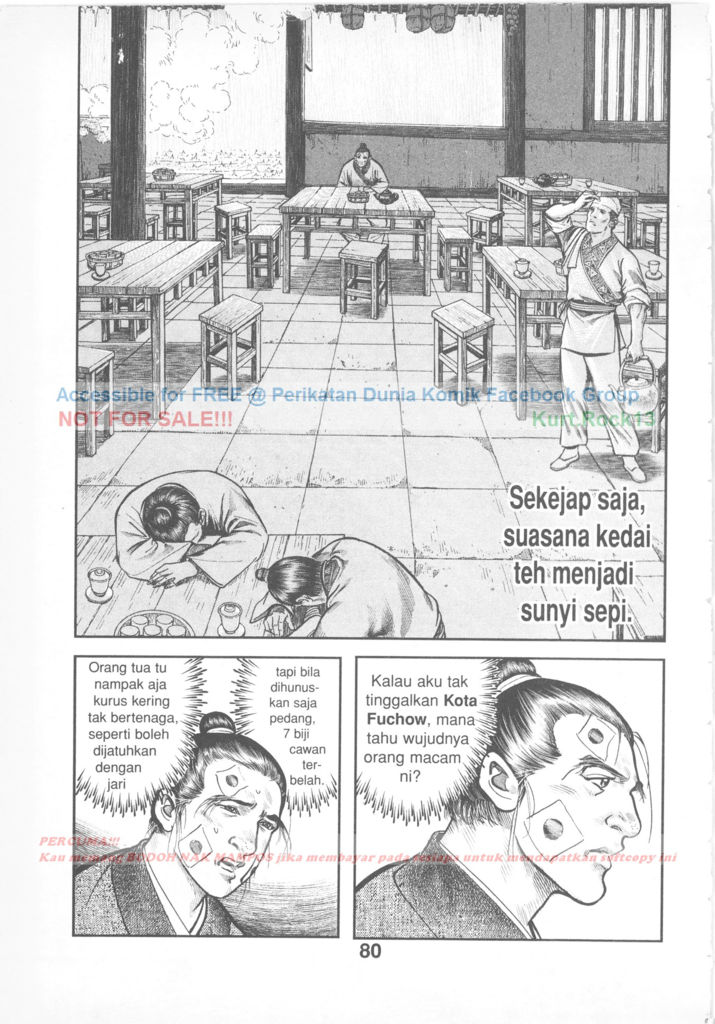 Accessible for FREE @ Perikatan Dunia Komik Facebook Group
NOT FOR SALE!!!
Kurt.Rock13
Sekejap saja,
suasana kedai
teh menjadi
sunyi sepi.
Orang tua tu
nampak aja
kurus kering
tak bertenaga,
seperti boleh
dijatuhkan
dengan
jari
tapi bila
dihunus-
kan saja
pedang,
7 biji
cawan
ter-
belah.
Kalau aku tak
tinggalkan Kota
Fuchow, mana
tahu wujudnya
orang macam
ni?
PERCUMA!!!
Kau memang BODOH NAK MAMPOS jika membayar pada sesiapa untuk mendapatkan softcopy ini
80